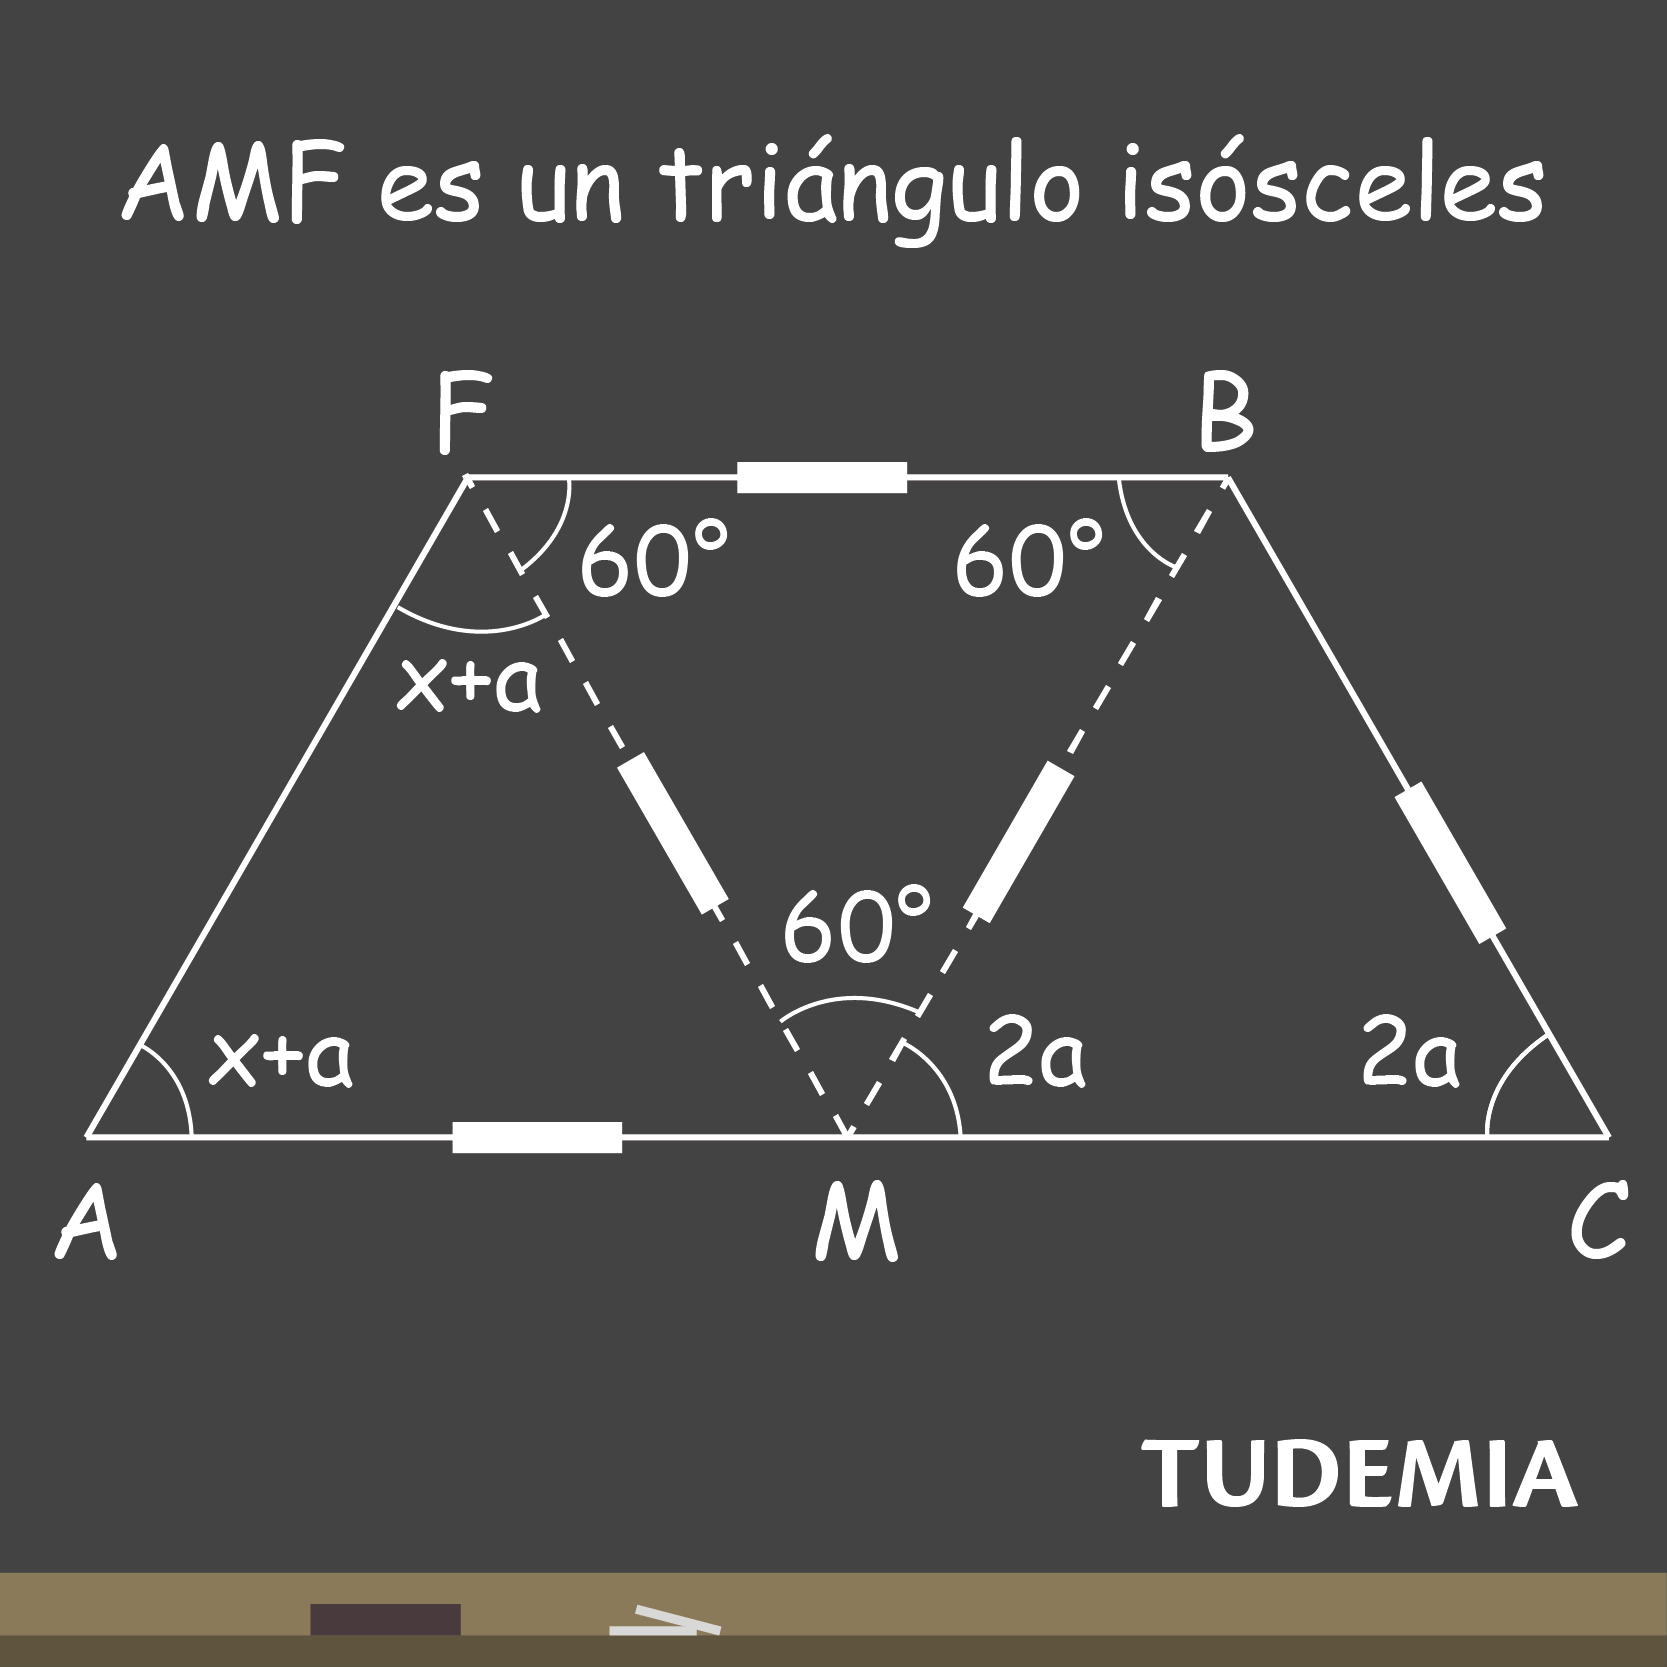 AMF es un triángulo isósceles
F B
60° 60°
x+a
60°
x+a 2a 2a
A M C
TUDEMIA